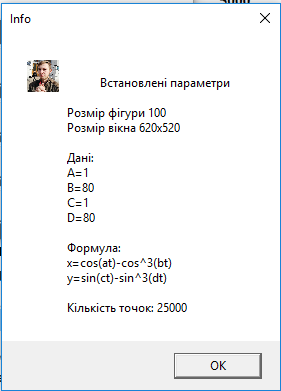 Info
Встановлені параметри
Розмір фігури 100
Розмір вікна 620x520
Дані:
A=1
B=80
C=1
D=80
Формула:
x=cos(at)-cos^3(bt)
y=sin(ct)-sin^3(dt)
Кількість точок: 25000
OK